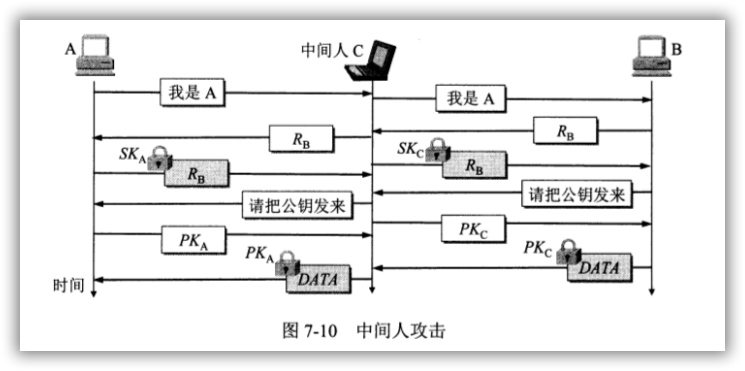 A 中间人 C B
我是 A
我是 A
R_B
R_B
SK_A R_B
SK_C R_B
请把公钥发来
请把公钥发来
PK_A
PK_C
PK_A DATA
PK_C DATA
时间
图 7-10 中间人攻击